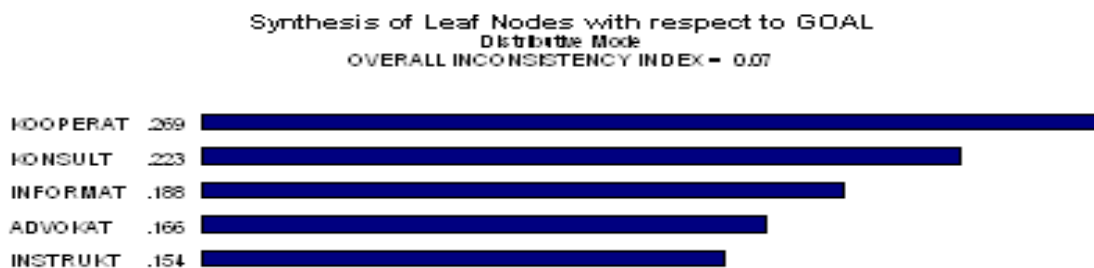 Synthesis of Leaf Nodes with respect to GOAL
Distributive Mode
OVERALL INCONSISTENCY INDEX = 0.07
KOOPERAT .269
KONSULT .223
INFORMAT .188
ADVOKAT .166
INSTRUKT .154